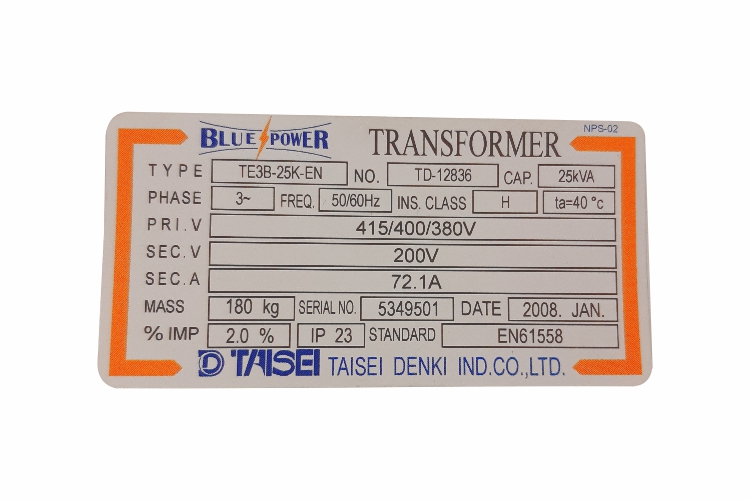 BLUE POWER TRANSFORMER NPS-02
TYPE TE3B-25K-EN NO. TD-12836 CAP. 25kVA
PHASE 3~ FREQ. 50/60Hz INS. CLASS H ta=40 °c
PRI.V 415/400/380V
SEC.V 200V
SEC.A 72.1A
MASS 180 kg SERIAL NO. 5349501 DATE 2008. JAN.
% IMP 2.0 % IP 23 STANDARD EN61558
TAISEI TAISEI DENKI IND.CO.,LTD.